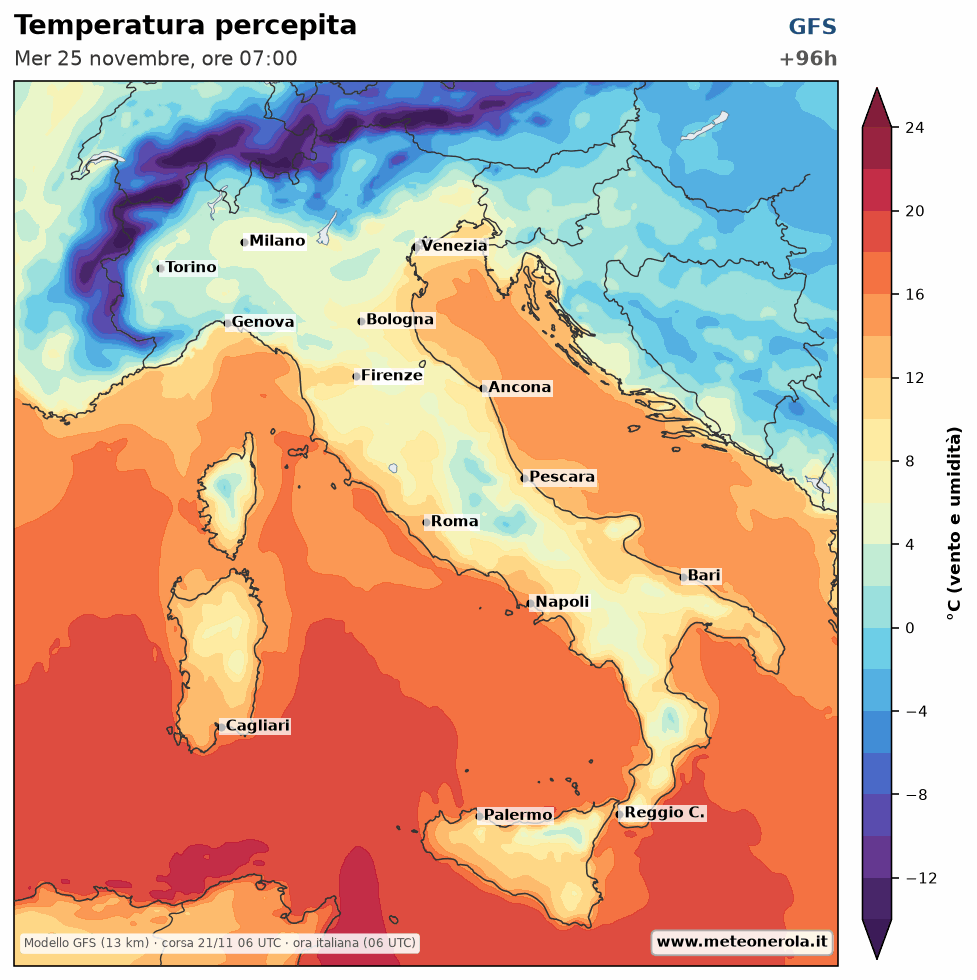 Temperatura percepita
GFS
Mer 25 novembre, ore 07:00
+96h
Milano
Venezia
Torino
Genova
Bologna
Firenze
Ancona
Pescara
Roma
Bari
Napoli
Cagliari
Palermo
Reggio C.
24
20
16
12
8
4
0
−4
−8
−12
°C (vento e umidità)
Modello GFS (13 km) · corsa 21/11 06 UTC · ora italiana (06 UTC)
www.meteonerola.it